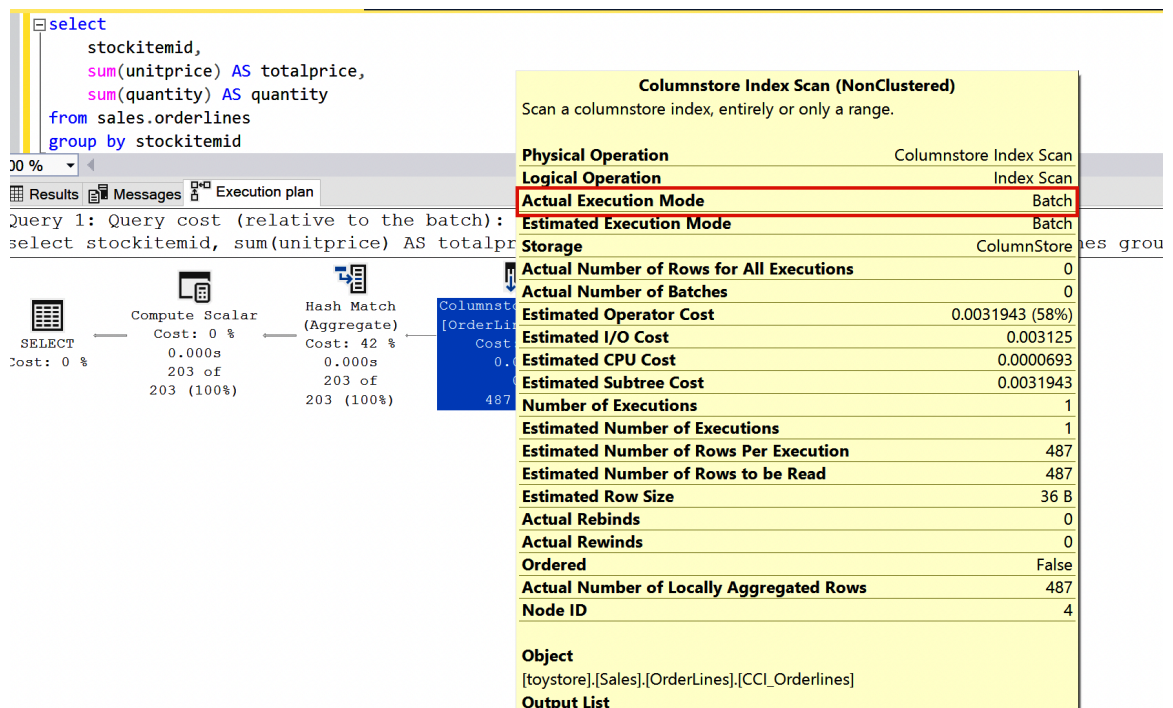 select
stockitemid,
sum(unitprice) AS totalprice,
sum(quantity) AS quantity
from sales.orderlines
group by stockitemid
00 %
Results Messages Execution plan
Query 1: Query cost (relative to the batch):
select stockitemid, sum(unitprice) AS totalpr
es grou
SELECT
Cost: 0 %
Compute Scalar
Cost: 0 %
0.000s
203 of
203 (100%)
Hash Match
(Aggregate)
Cost: 42 %
0.000s
203 of
203 (100%)
Columnsto
[OrderLin
Cost:
0.0
487
Columnstore Index Scan (NonClustered)
Scan a columnstore index, entirely or only a range.
Physical Operation Columnstore Index Scan
Logical Operation Index Scan
Actual Execution Mode Batch
Estimated Execution Mode Batch
Storage ColumnStore
Actual Number of Rows for All Executions 0
Actual Number of Batches 0
Estimated Operator Cost 0.0031943 (58%)
Estimated I/O Cost 0.003125
Estimated CPU Cost 0.0000693
Estimated Subtree Cost 0.0031943
Number of Executions 1
Estimated Number of Executions 1
Estimated Number of Rows Per Execution 487
Estimated Number of Rows to be Read 487
Estimated Row Size 36 B
Actual Rebinds 0
Actual Rewinds 0
Ordered False
Actual Number of Locally Aggregated Rows 487
Node ID 4
Object
[toystore].[Sales].[OrderLines].[CCI_Orderlines]
Output List